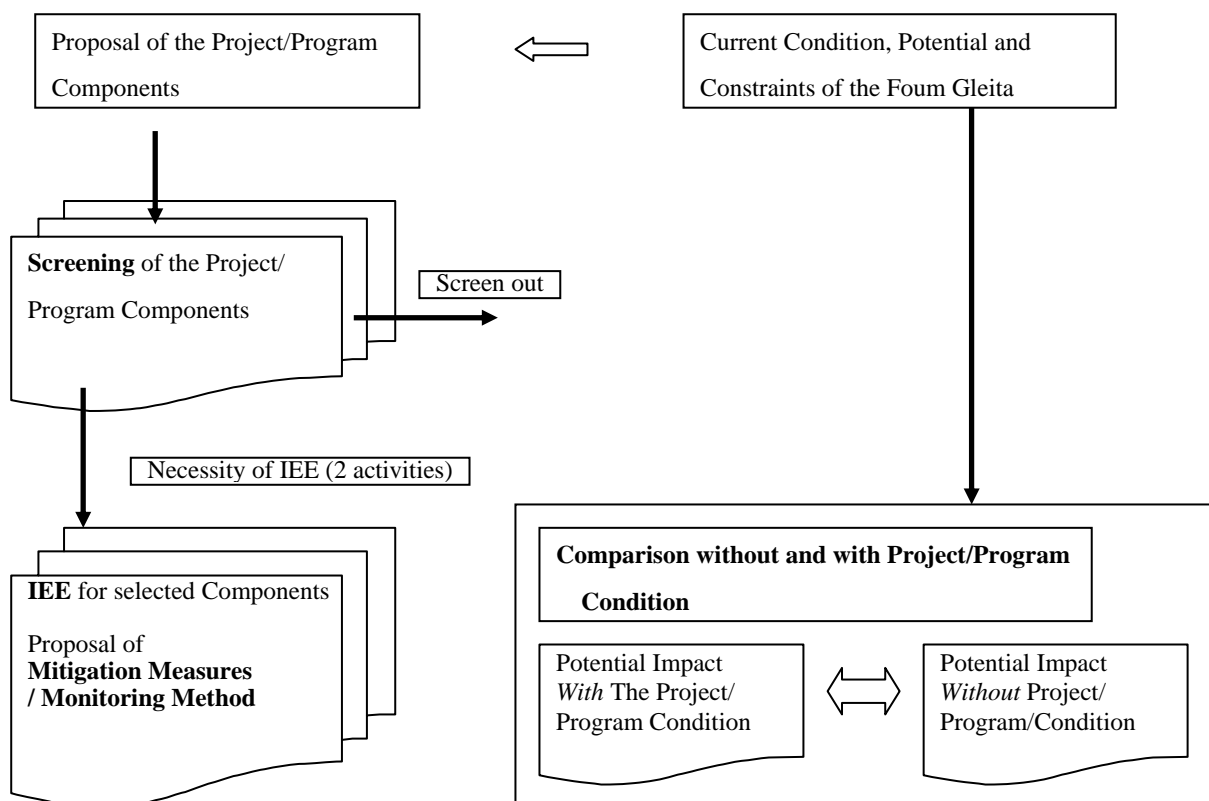 Proposal of the Project/Program
Components
Current Condition, Potential and
Constraints of the Foum Gleita
Screening of the Project/
Program Components
Screen out
Necessity of IEE (2 activities)
IEE for selected Components
Proposal of
Mitigation Measures
/ Monitoring Method
Comparison without and with Project/Program
Condition
Potential Impact
With The Project/
Program Condition
Potential Impact
Without Project/
Program/Condition